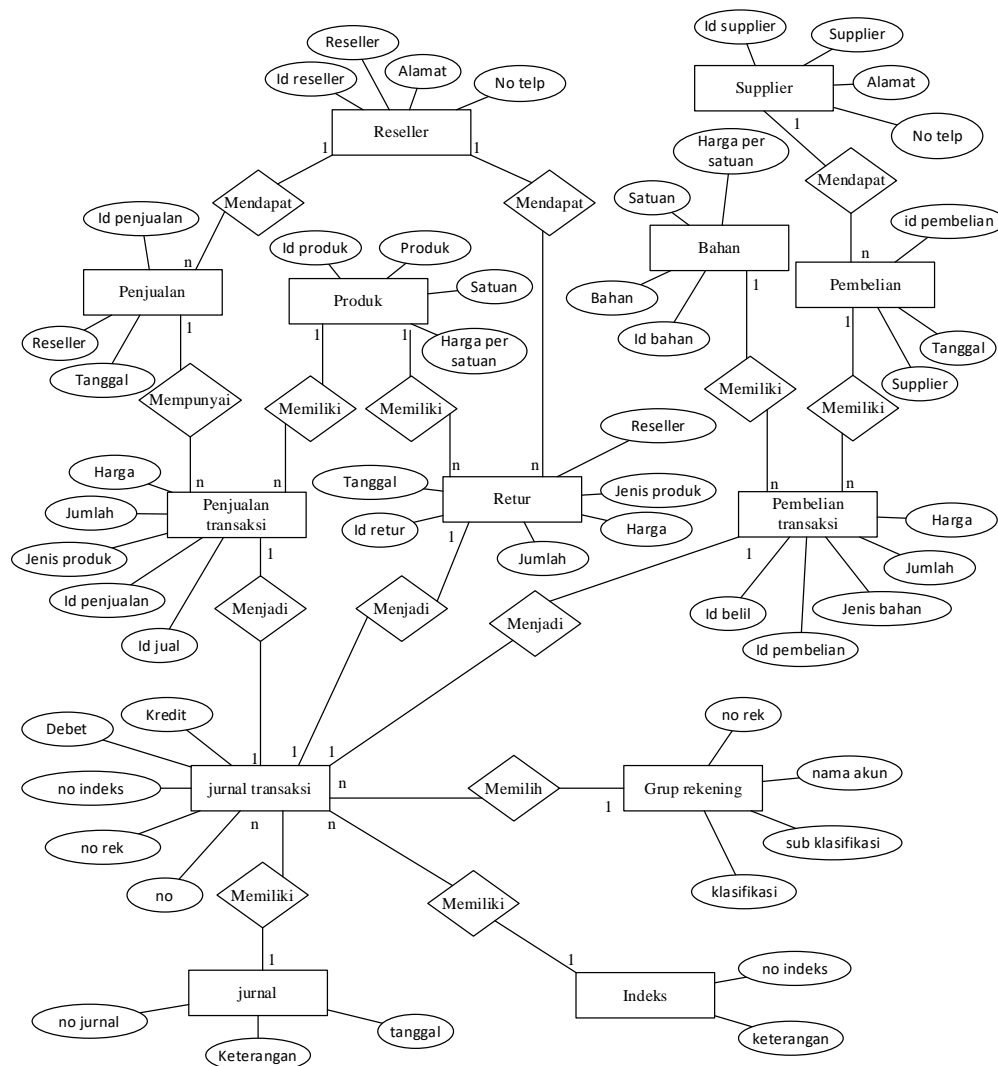 Id supplier
Supplier
Reseller
Id reseller
Alamat
No telp
Supplier
Alamat
Reseller
1
1
1
No telp
Harga per
satuan
Mendapat
Mendapat
Mendapat
Satuan
Id penjualan
Id produk
Produk
id pembelian
Bahan
n
n
Penjualan
Produk
Satuan
Pembelian
Bahan
1
1
1
1
1
Reseller
Harga per
satuan
Id bahan
Tanggal
Tanggal
Supplier
Memiliki
Mempunyai
Memiliki
Memiliki
Memiliki
Reseller
Harga
n
n
n
n
n
n
Tanggal
Jumlah
Penjualan
transaksi
Retur
Jenis produk
Pembelian
transaksi
Harga
Id retur
Harga
Jenis produk
1
1
Jumlah
1
Jumlah
Id penjualan
Menjadi
Menjadi
Menjadi
Id belil
Jenis bahan
Id jual
Id pembelian
Kredit
no rek
Debet
1
1
1
nama akun
no indeks
jurnal transaksi
n
Memilih
Grup rekening
1
n
n
no rek
sub klasifikasi
no
klasifikasi
Memiliki
Memiliki
1
1
no indeks
jurnal
Indeks
no jurnal
tanggal
keterangan
Keterangan